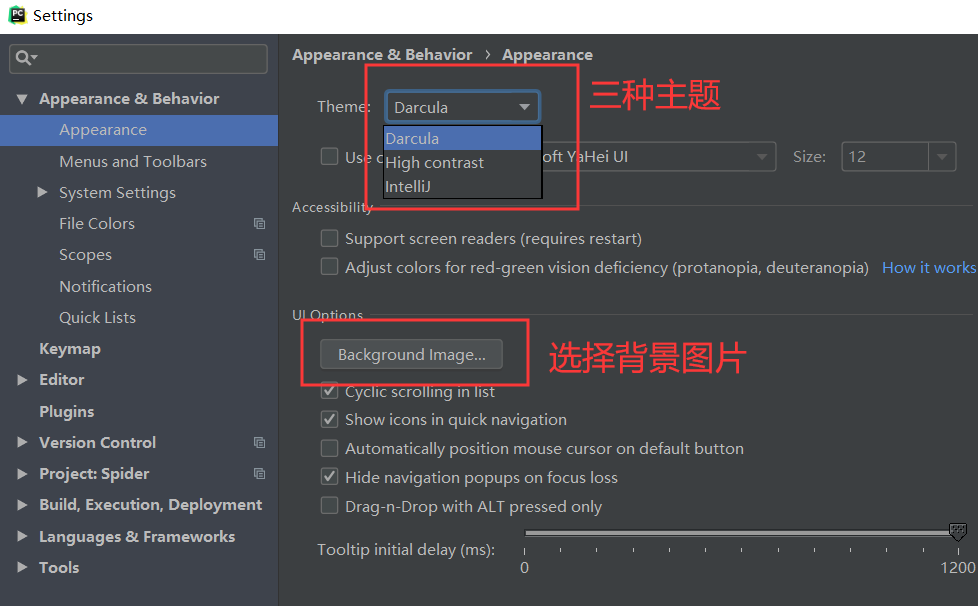 PC Settings
Appearance & Behavior
Appearance
Menus and Toolbars
System Settings
File Colors
Scopes
Notifications
Quick Lists
Keymap
Editor
Plugins
Version Control
Project: Spider
Build, Execution, Deployment
Languages & Frameworks
Tools
Appearance & Behavior › Appearance
Theme: Darcula 三种主题
Darcula
High contrast
IntelliJ
Use c oft YaHei UI Size: 12
Accessibility
Support screen readers (requires restart)
Adjust colors for red-green vision deficiency (protanopia, deuteranopia) How it works
UI Options
Background Image... 选择背景图片
Cyclic scrolling in list
Show icons in quick navigation
Automatically position mouse cursor on default button
Hide navigation popups on focus loss
Drag-n-Drop with ALT pressed only
Tooltip initial delay (ms):
0 1200